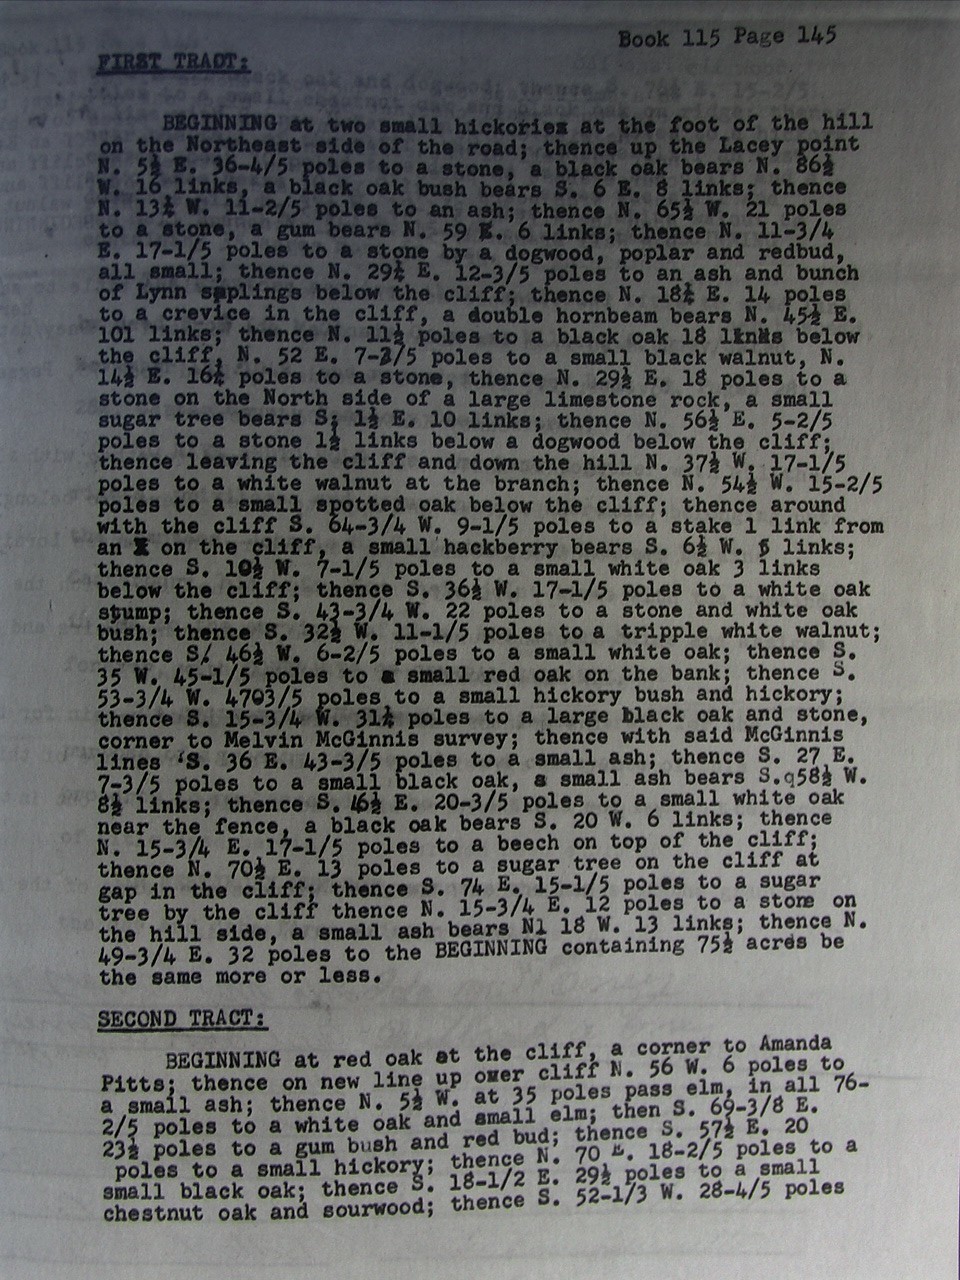 Book 115 Page 145
FIRST TRACT:
BEGINNING at two small hickories at the foot of the hill
on the Northeast side of the road; thence up the Lacey point
N. 5½ E. 36-4/5 poles to a stone, a black oak bears N. 86½
W. 16 links, a black oak bush bears S. 6 E. 8 links; thence
N. 13¼ W. 11-2/5 poles to an ash; thence N. 65½ W. 21 poles
to a stone, a gum bears N. 59 E. 6 links; thence N. 11-3/4
E. 17-1/5 poles to a stone by a dogwood, poplar and redbud,
all small; thence N. 29¼ E. 12-3/5 poles to an ash and bunch
of Lynn saplings below the cliff; thence N. 18¼ E. 14 poles
to a crevice in the cliff, a double hornbeam bears N. 45½ E.
101 links; thence N. 11½ poles to a black oak 18 links below
the cliff, N. 52 E. 7-2/5 poles to a small black walnut, N.
14½ E. 16¼ poles to a stone, thence N. 29½ E. 18 poles to a
stone on the North side of a large limestone rock, a small
sugar tree bears S; 1½ E. 10 links; thence N. 56½ E. 5-2/5
poles to a stone 1½ links below a dogwood below the cliff;
thence leaving the cliff and down the hill N. 37½ W. 17-1/5
poles to a white walnut at the branch; thence N. 54½ W. 15-2/5
poles to a small spotted oak below the cliff; thence around
with the cliff S. 64-3/4 W. 9-1/5 poles to a stake 1 link from
an X on the cliff, a small hackberry bears S. 6½ W. 5 links;
thence S. 10½ W. 7-1/5 poles to a small white oak 3 links
below the cliff; thence S. 36½ W. 17-1/5 poles to a white oak
stump; thence S. 43-3/4 W. 22 poles to a stone and white oak
bush; thence S. 32½ W. 11-1/5 poles to a tripple white walnut;
thence S/ 46½ W. 6-2/5 poles to a small white oak; thence S.
35 W. 45-1/5 poles to a small red oak on the bank; thence S.
53-3/4 W. 4703/5 poles to a small hickory bush and hickory;
thence S. 15-3/4 W. 31¼ poles to a large black oak and stone,
corner to Melvin McGinnis survey; thence with said McGinnis
lines 'S. 36 E. 43-3/5 poles to a small ash; thence S. 27 E.
7-3/5 poles to a small black oak, a small ash bears S.q58½ W.
8½ links; thence S. 16½ E. 20-3/5 poles to a small white oak
near the fence, a black oak bears S. 20 W. 6 links; thence
N. 15-3/4 E. 17-1/5 poles to a beech on top of the cliff;
thence N. 70½ E. 13 poles to a sugar tree on the cliff at
gap in the cliff; thence S. 74 E. 15-1/5 poles to a sugar
tree by the cliff thence N. 15-3/4 E. 12 poles to a stone on
the hill side, a small ash bears N1 18 W. 13 links; thence N.
49-3/4 E. 32 poles to the BEGINNING containing 75½ acres be
the same more or less.
SECOND TRACT:
BEGINNING at red oak at the cliff, a corner to Amanda
Pitts; thence on new line up over cliff N. 56 W. 6 poles to
a small ash; thence N. 5½ W. at 35 poles pass elm, in all 76-
2/5 poles to a white oak and small elm; then S. 69-3/8 E.
23½ poles to a gum bush and red bud; thence S. 57½ E. 20
poles to a small hickory; thence N. 70 E. 18-2/5 poles to a
small black oak; thence S. 18-1/2 E. 29½ poles to a small
chestnut oak and sourwood; thence S. 52-1/3 W. 28-4/5 poles